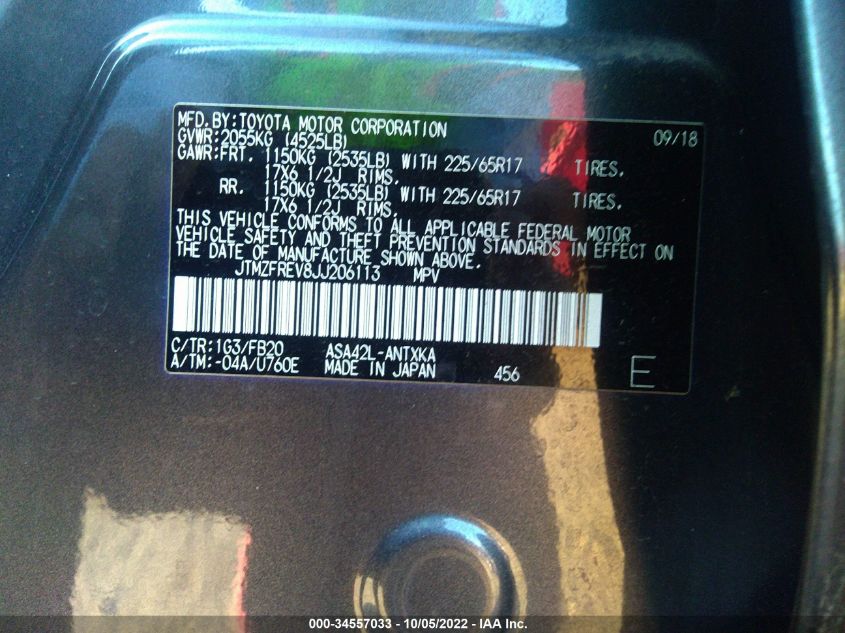 MFD.BY:TOYOTA MOTOR CORPORATION 09/18
GVWR:2055KG (4525LB)
GAWR:FRT. 1150KG (2535LB) WITH 225/65R17 TIRES.
17X6 1/2J RIMS.
RR. 1150KG (2535LB) WITH 225/65R17 TIRES.
17X6 1/2J RIMS.
THIS VEHICLE CONFORMS TO ALL APPLICABLE FEDERAL MOTOR
VEHICLE SAFETY AND THEFT PREVENTION STANDARDS IN EFFECT ON
THE DATE OF MANUFACTURE SHOWN ABOVE.
JTMZFREV8JJ206113 MPV
C/TR:1G3/FB20 ASA42L-ANTXKA
A/TM:-04A/U760E MADE IN JAPAN 456 E
000-34557033 - 10/05/2022 - IAA Inc.